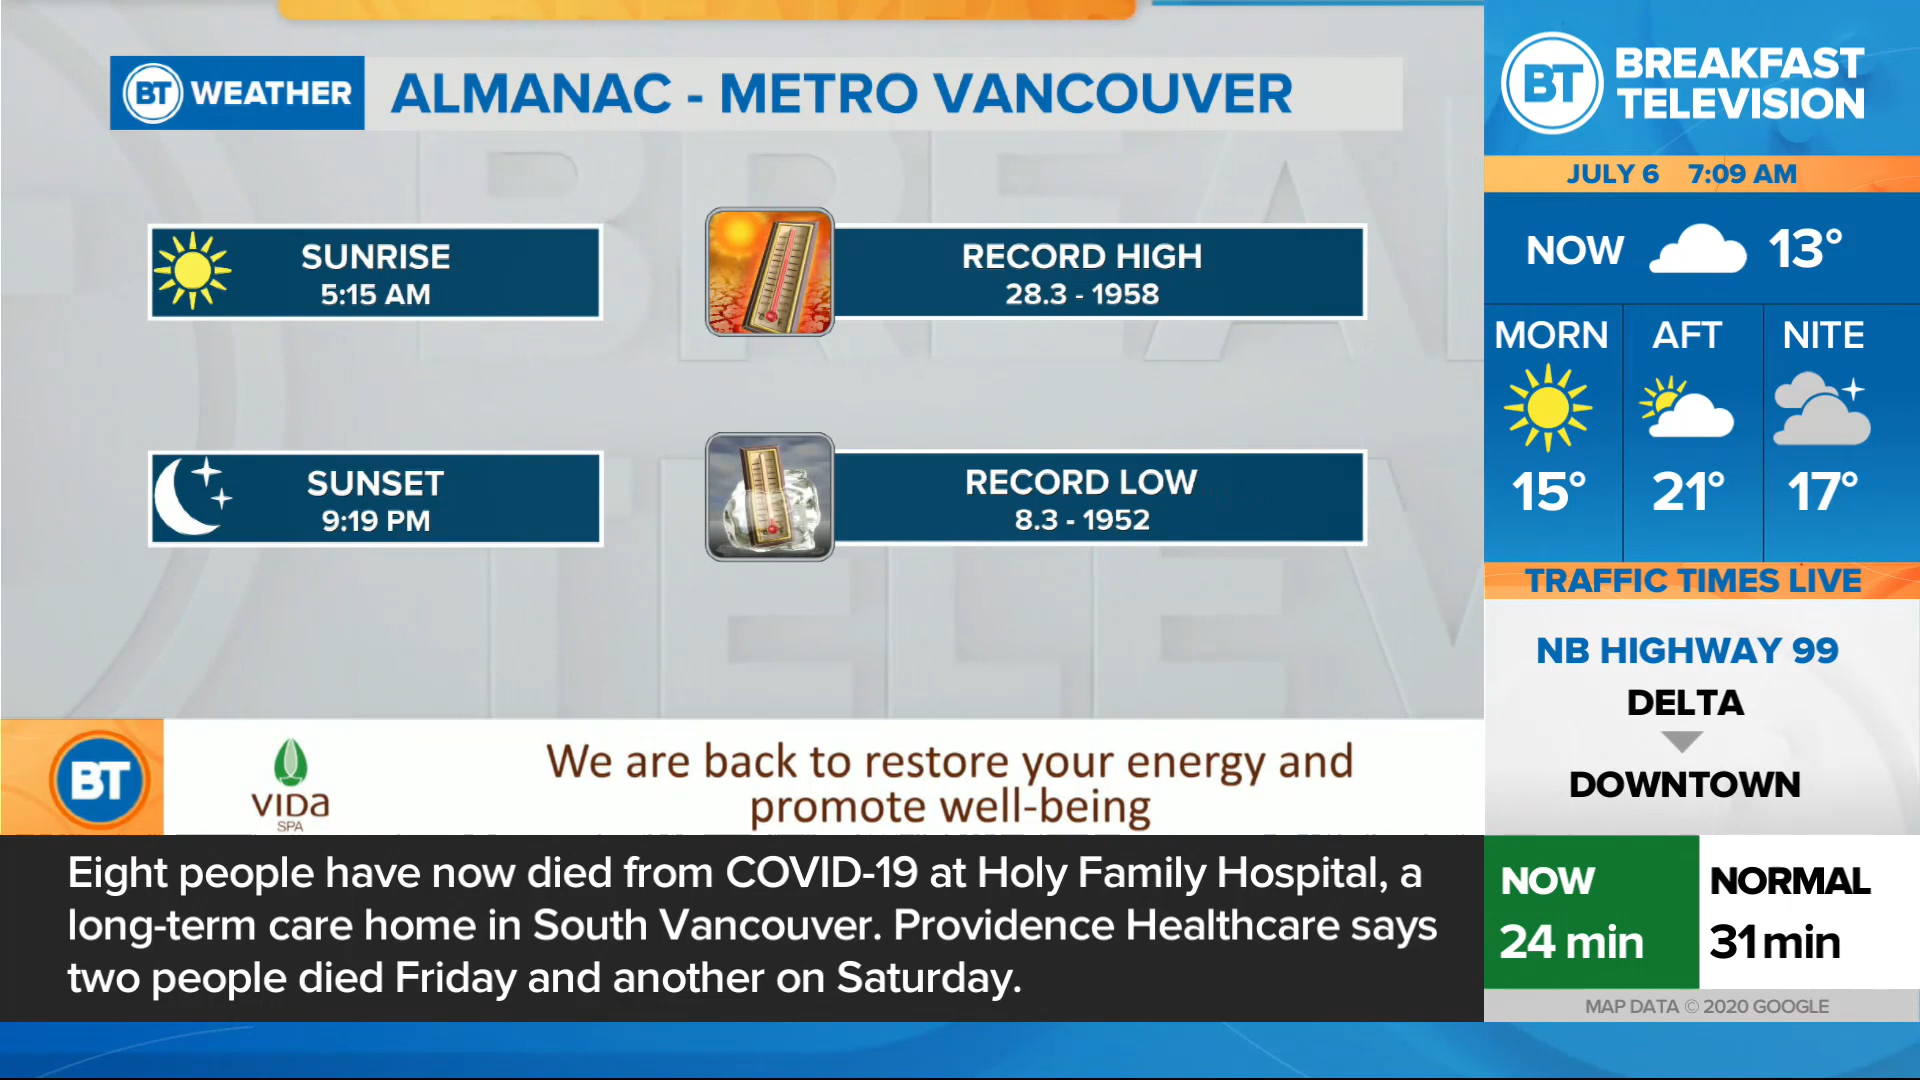 BT WEATHER
ALMANAC - METRO VANCOUVER
SUNRISE
5:15 AM
RECORD HIGH
28.3 - 1958
SUNSET
9:19 PM
RECORD LOW
8.3 - 1952
BT
VIDa
SPA
We are back to restore your energy and
promote well-being
Eight people have now died from COVID-19 at Holy Family Hospital, a
long-term care home in South Vancouver. Providence Healthcare says
two people died Friday and another on Saturday.
BT BREAKFAST
TELEVISION
JULY 6 7:09 AM
NOW 13°
MORN AFT NITE
15° 21° 17°
TRAFFIC TIMES LIVE
NB HIGHWAY 99
DELTA
DOWNTOWN
NOW NORMAL
24 min 31 min
MAP DATA © 2020 GOOGLE